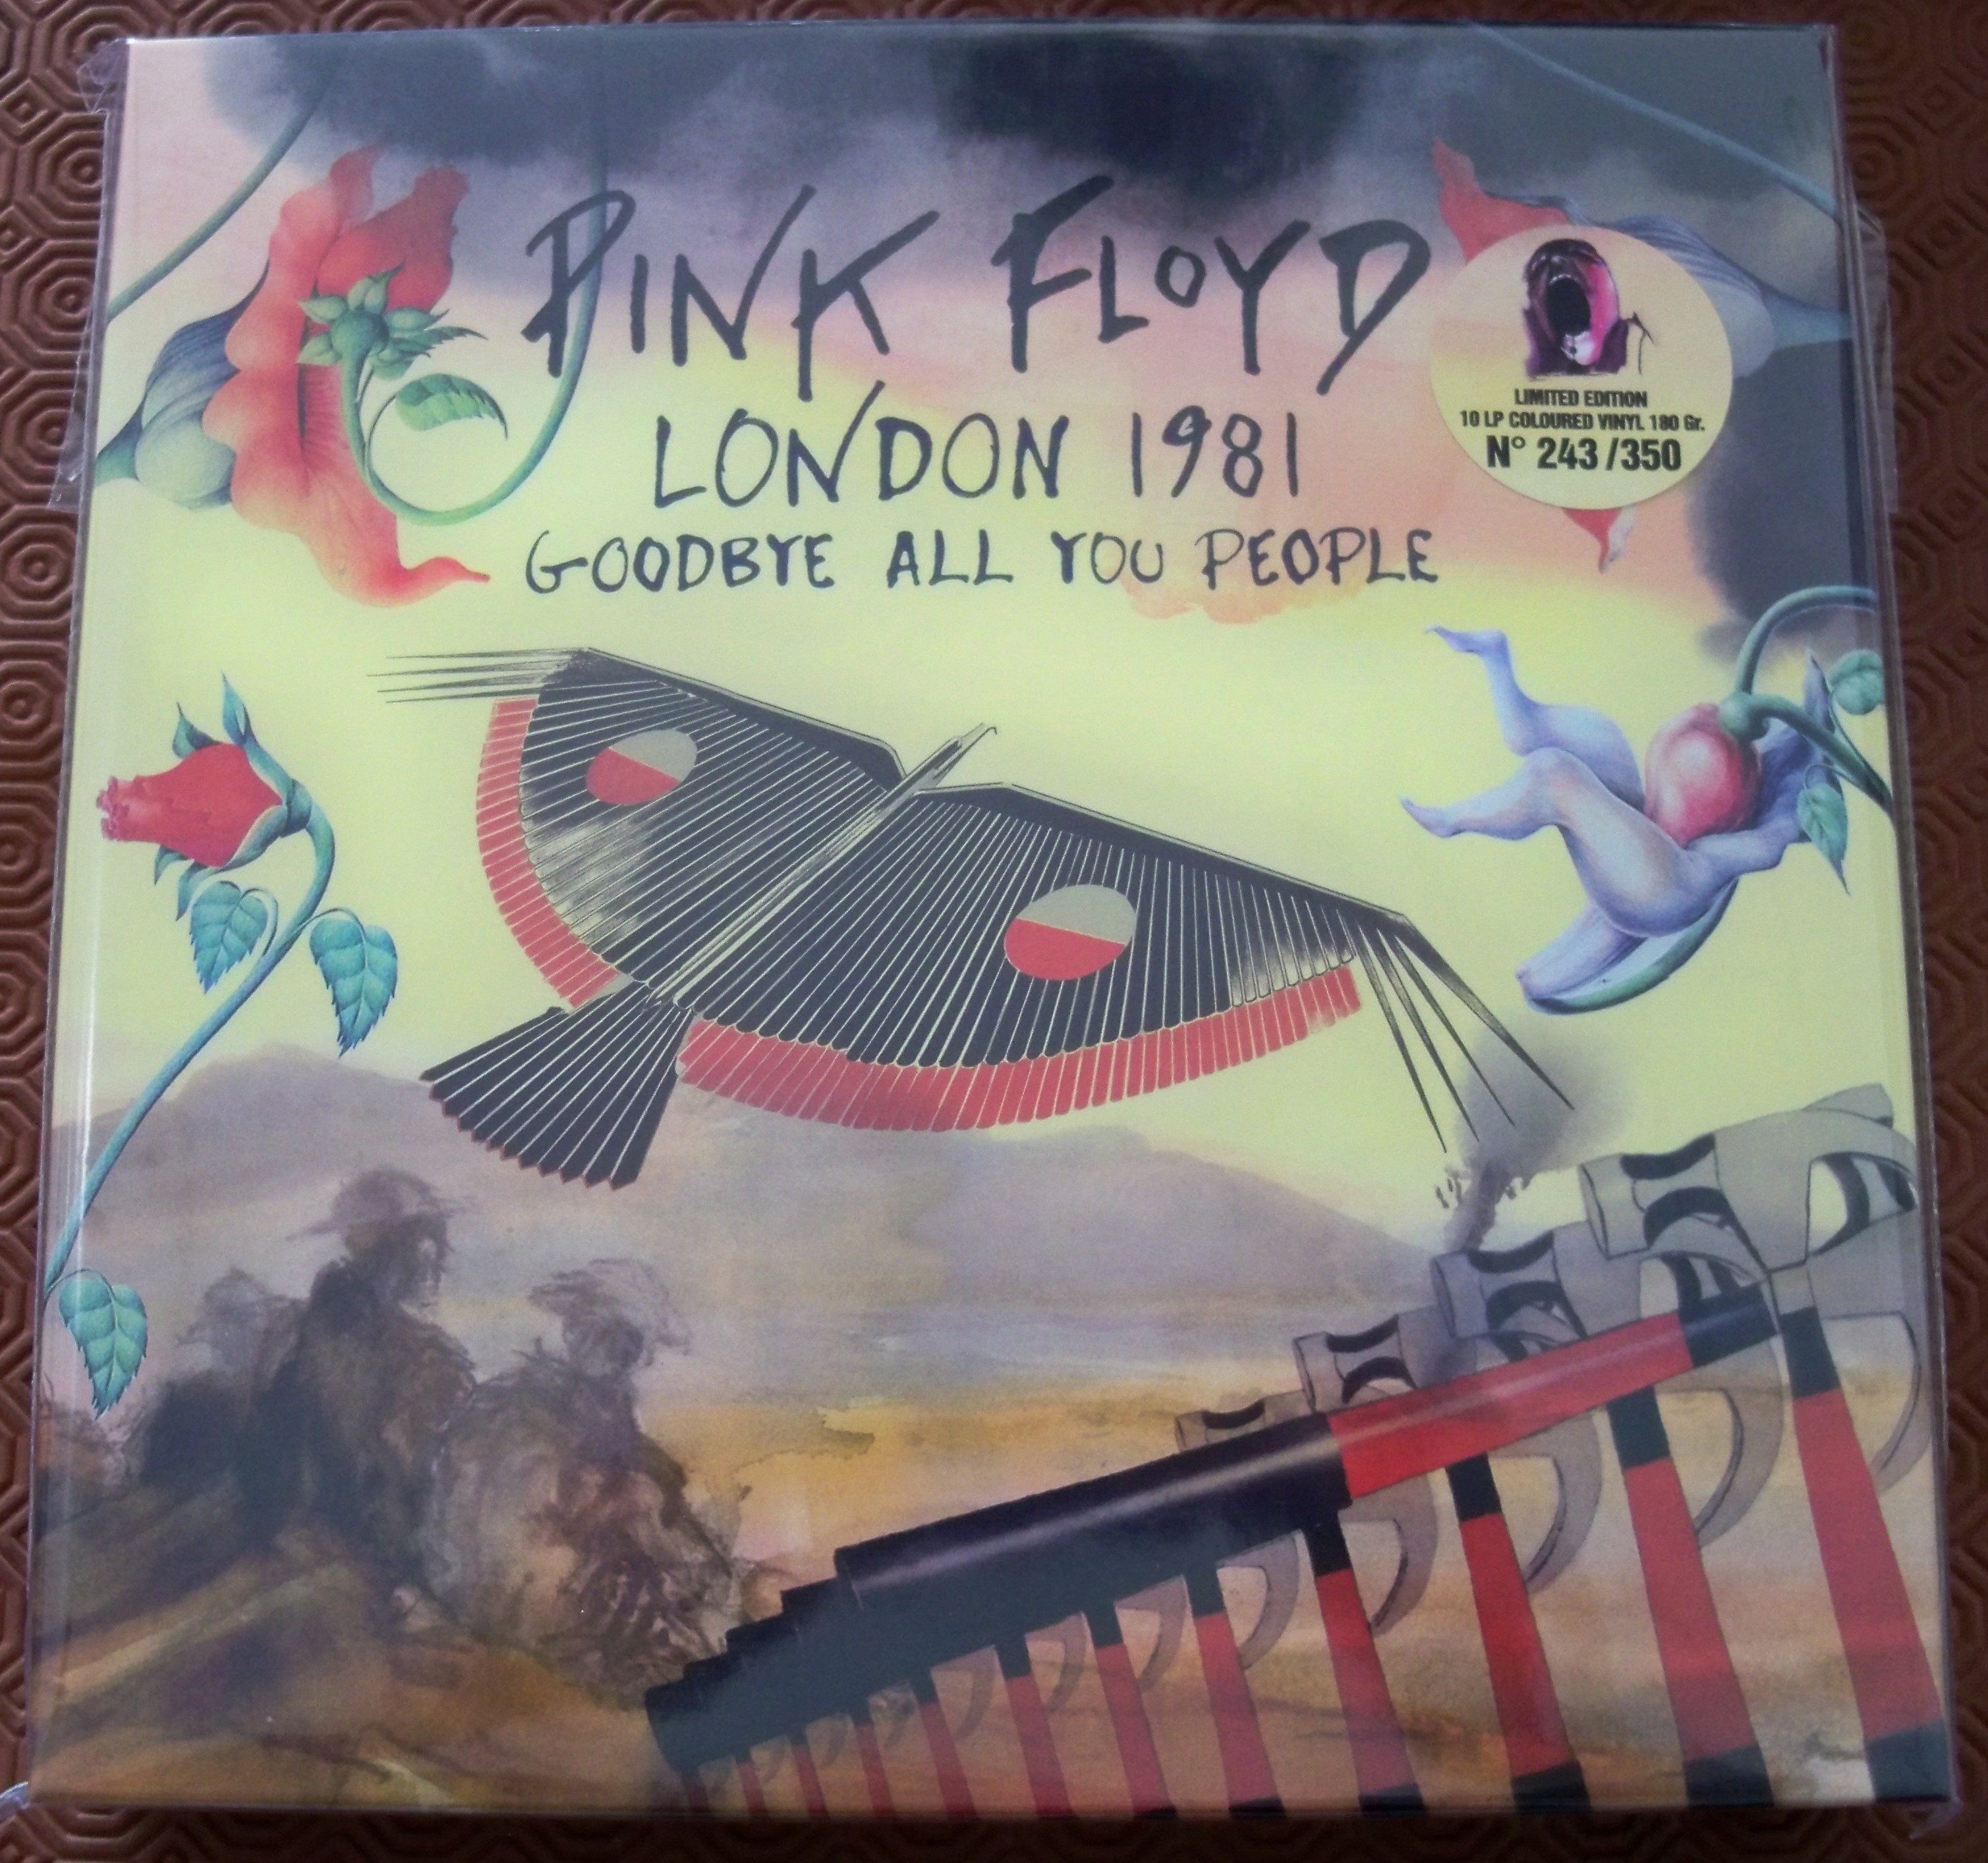 PINK FLOYD
LONDON 1981
GOODBYE ALL YOU PEOPLE
LIMITED EDITION
10 LP COLOURED VINYL 180 Gr.
N° 243 /350